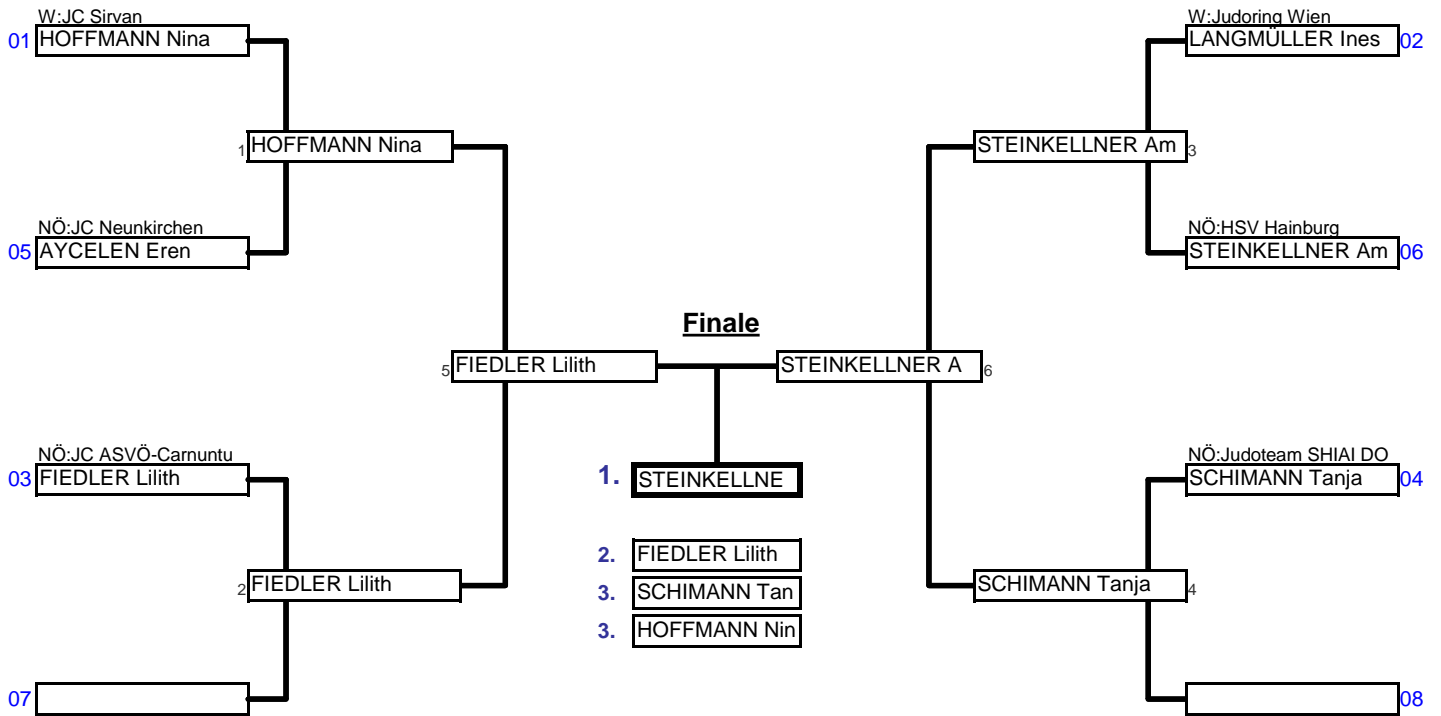 W:JC Sirvan
01 HOFFMANN Nina
W:Judoring Wien
LANGMÜLLER Ines 02
1 HOFFMANN Nina
STEINKELLNER Am 3
NÖ:JC Neunkirchen
05 AYCELEN Eren
NÖ:HSV Hainburg
STEINKELLNER Am 06
Finale
5 FIEDLER Lilith
STEINKELLNER A 6
NÖ:JC ASVÖ-Carnuntu
03 FIEDLER Lilith
1. STEINKELLNE
NÖ:Judoteam SHIAI DO
SCHIMANN Tanja 04
2. FIEDLER Lilith
3. SCHIMANN Tan
3. HOFFMANN Nin
2 FIEDLER Lilith
SCHIMANN Tanja 4
07
08